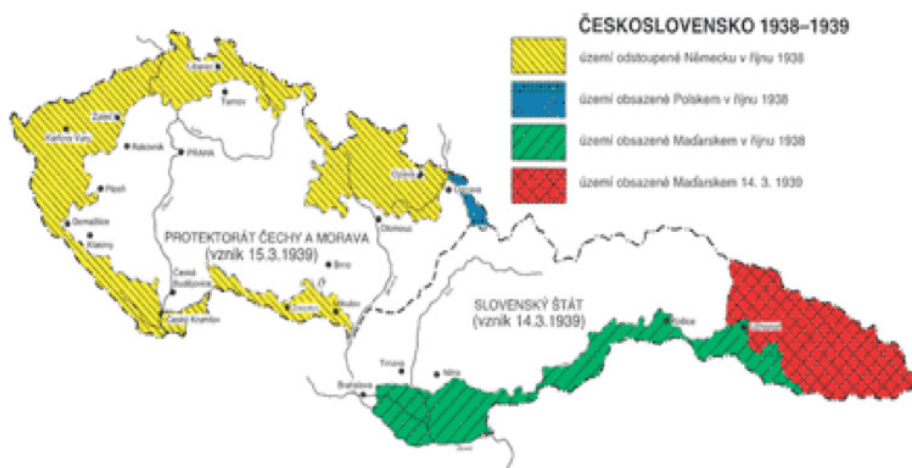 ČESKOSLOVENSKO 1938–1939
území odstoupené Německu v říjnu 1938
území obsazené Polskem v říjnu 1938
území obsazené Maďarskem v říjnu 1938
území obsazené Maďarskem 14. 3. 1939
Liberec
Turnov
Žatec
Karlovy Vary
Rakovník
PRAHA
Plzeň
Domažlice
Klatovy
České
Budějovice
Český Krumlov
PROTEKTORÁT ČECHY A MORAVA
(vznik 15.3.1939)
Opava
Ostrava
Olomouc
Brno
Znojmo
Mikulov
SLOVENSKÝ ŠTÁT
(vznik 14.3.1939)
Košice
Trnava
Nitra
Bratislava